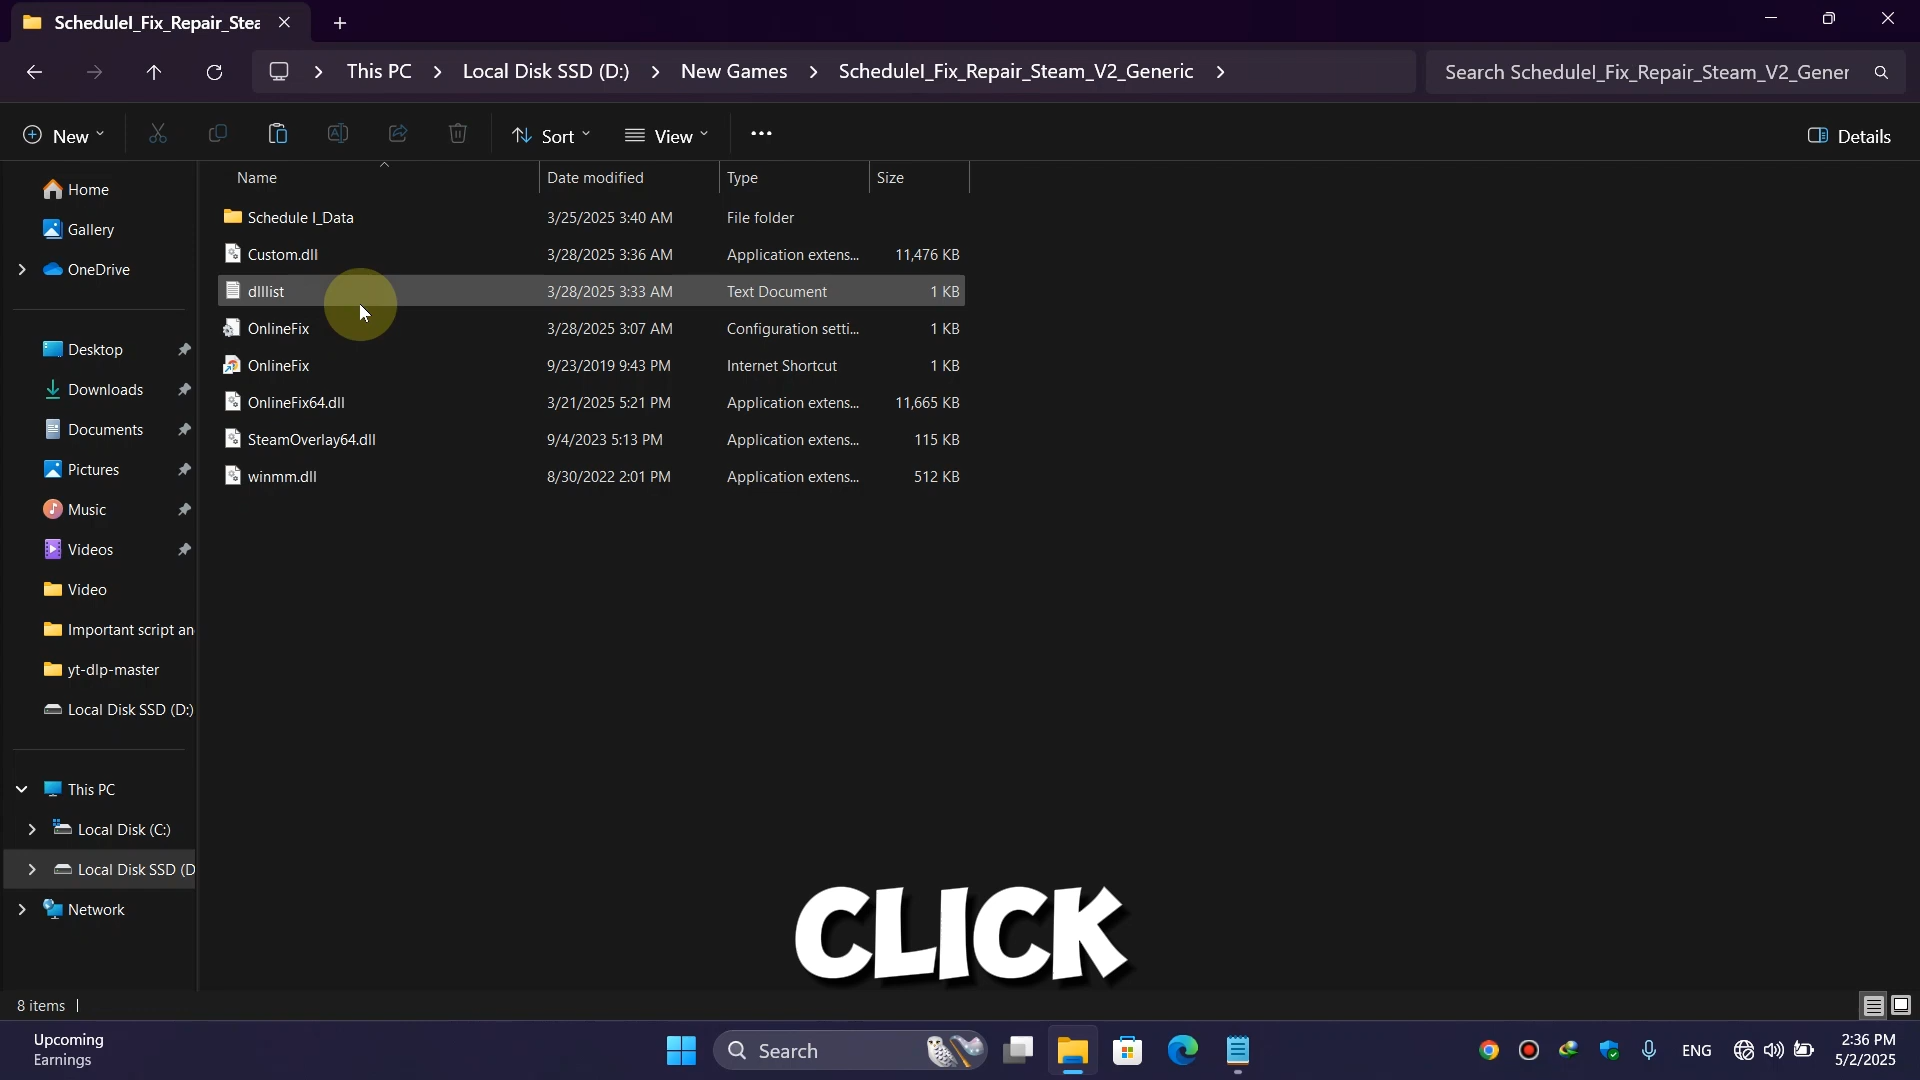 ScheduleI_Fix_Repair_Stea
This PC
Local Disk SSD (D:)
New Games
ScheduleI_Fix_Repair_Steam_V2_Generic
Search ScheduleI_Fix_Repair_Steam_V2_Gener
New
Sort
View
Details
Name
Date modified
Type
Size
Schedule I_Data 3/25/2025 3:40 AM File folder
Custom.dll 3/28/2025 3:36 AM Application extens... 11,476 KB
dlllist 3/28/2025 3:33 AM Text Document 1 KB
OnlineFix 3/28/2025 3:07 AM Configuration setti... 1 KB
OnlineFix 9/23/2019 9:43 PM Internet Shortcut 1 KB
OnlineFix64.dll 3/21/2025 5:21 PM Application extens... 11,665 KB
SteamOverlay64.dll 9/4/2023 5:13 PM Application extens... 115 KB
winmm.dll 8/30/2022 2:01 PM Application extens... 512 KB
Home
Gallery
OneDrive
Desktop
Downloads
Documents
Pictures
Music
Videos
Video
Important script an
yt-dlp-master
Local Disk SSD (D:)
This PC
Local Disk (C:)
Local Disk SSD (D
Network
CLICK
8 items
Upcoming
Earnings
Search
ENG
2:36 PM
5/2/2025